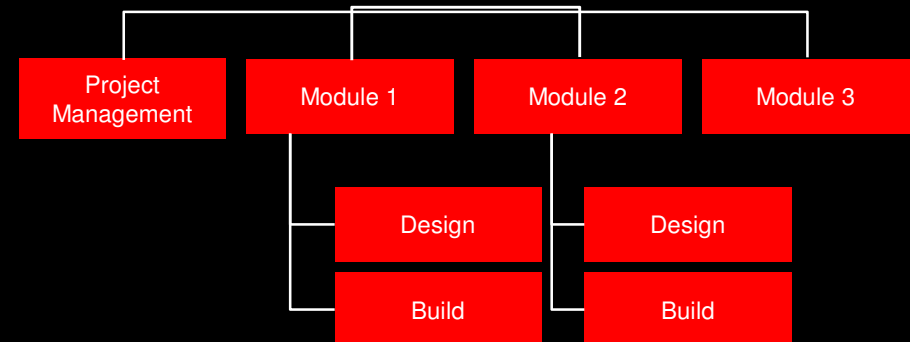 Project
Management
Module 1
Module 2
Module 3
Design
Design
Build
Build